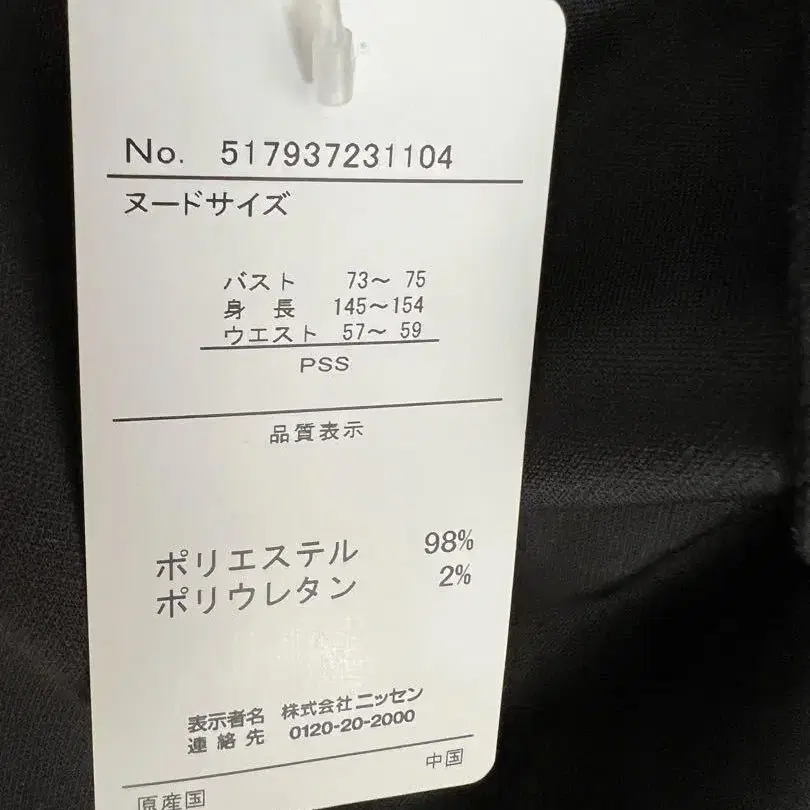 No. 517937231104
ヌードサイズ
バスト 73〜 75
身 長 145〜154
ウエスト 57〜 59
PSS
品質表示
ポリエステル 98%
ポリウレタン 2%
表示者名 株式会社ニッセン
連 絡 先 0120-20-2000
原産国 中国